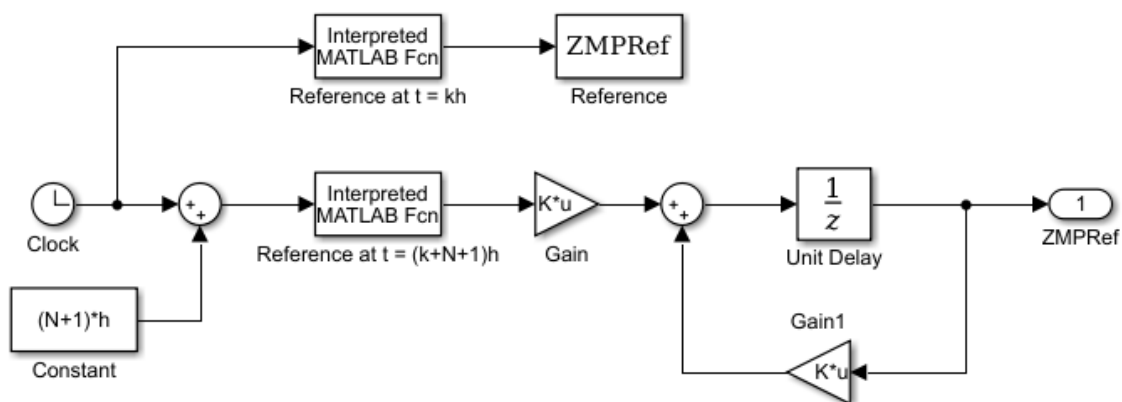 Interpreted
MATLAB Fcn
Reference at t = kh
ZMPRef
Reference
Clock
+
+
Interpreted
MATLAB Fcn
Reference at t = (k+N+1)h
K*u
Gain
+
+
1
z
Unit Delay
1
ZMPRef
(N+1)*h
Constant
Gain1
K*u